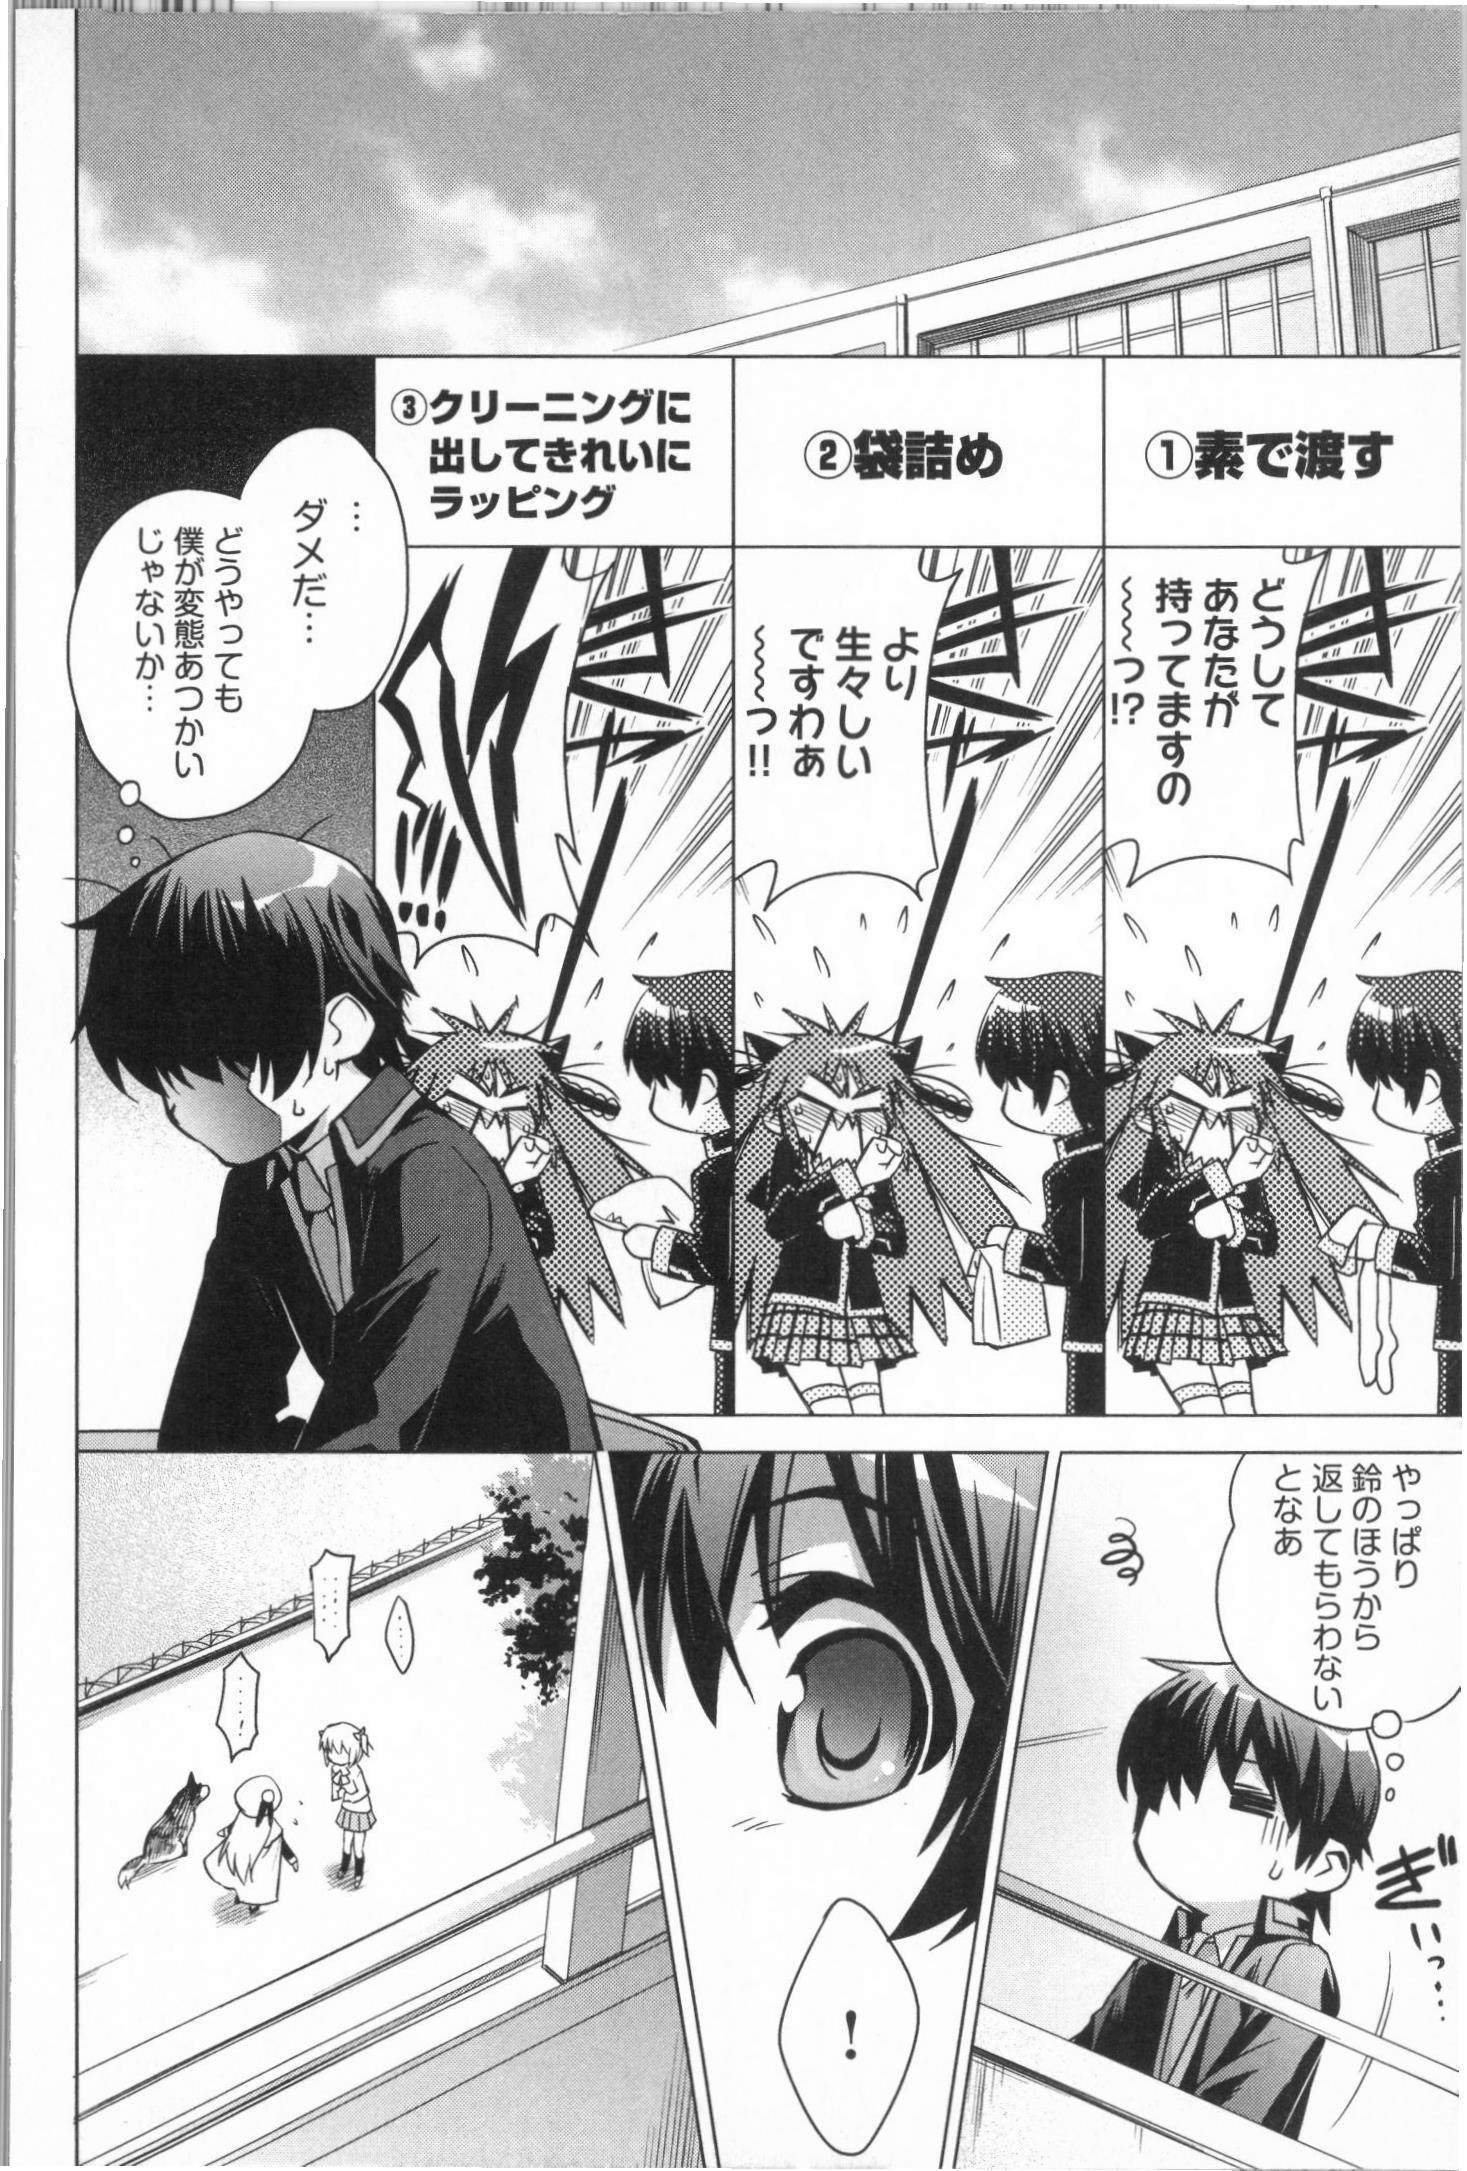 ①素で渡す
どうして
あなたが
持ってますの
〜〜っ!?
②袋詰め
より
生々しい
ですわぁ
〜〜っ!!
③クリーニングに
出してきれいに
ラッピング
…
ダメだ…
どうやっても
僕が変態あつかい
じゃないか…
やっぱり
鈴のほうから
返してもらわない
となぁ
ぎぃっ…
!
……
………
……!